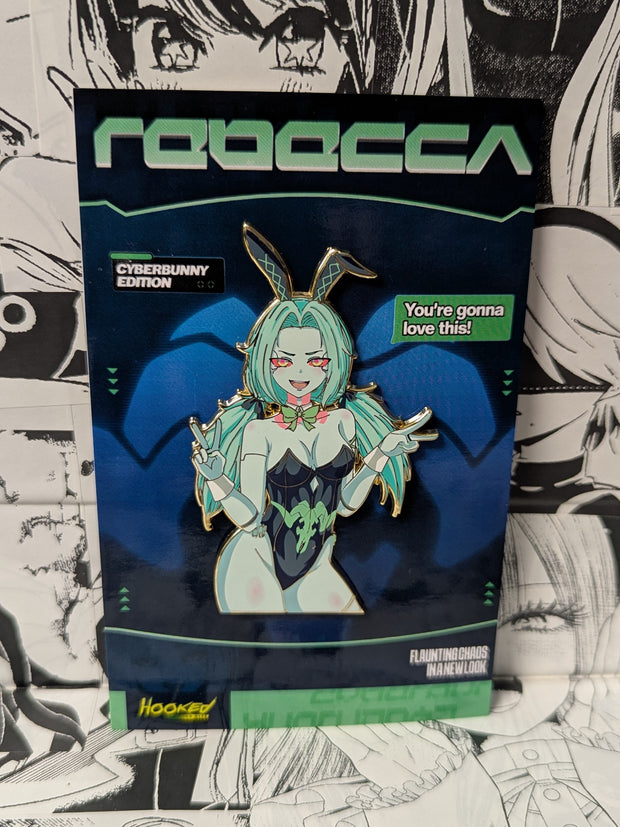 rebecca
CYBERBUNNY
EDITION
You're gonna
love this!
FLAUNTING CHAOS
IN A NEW LOOK
HOOKED